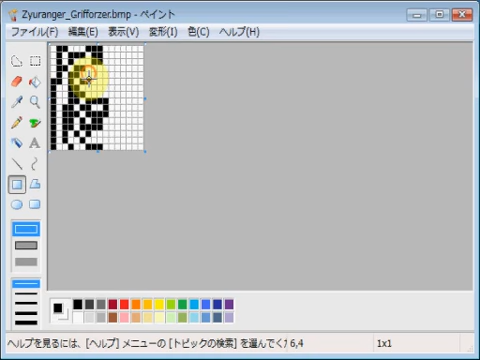 Zyuranger_Grifforzer.bmp - ペイント
ファイル(F) 編集(E) 表示(V) 変形(I) 色(C) ヘルプ(H)
A
ヘルプを見るには、[ヘルプ] メニューの [トピックの検索] を選んでく 6,4 1x1